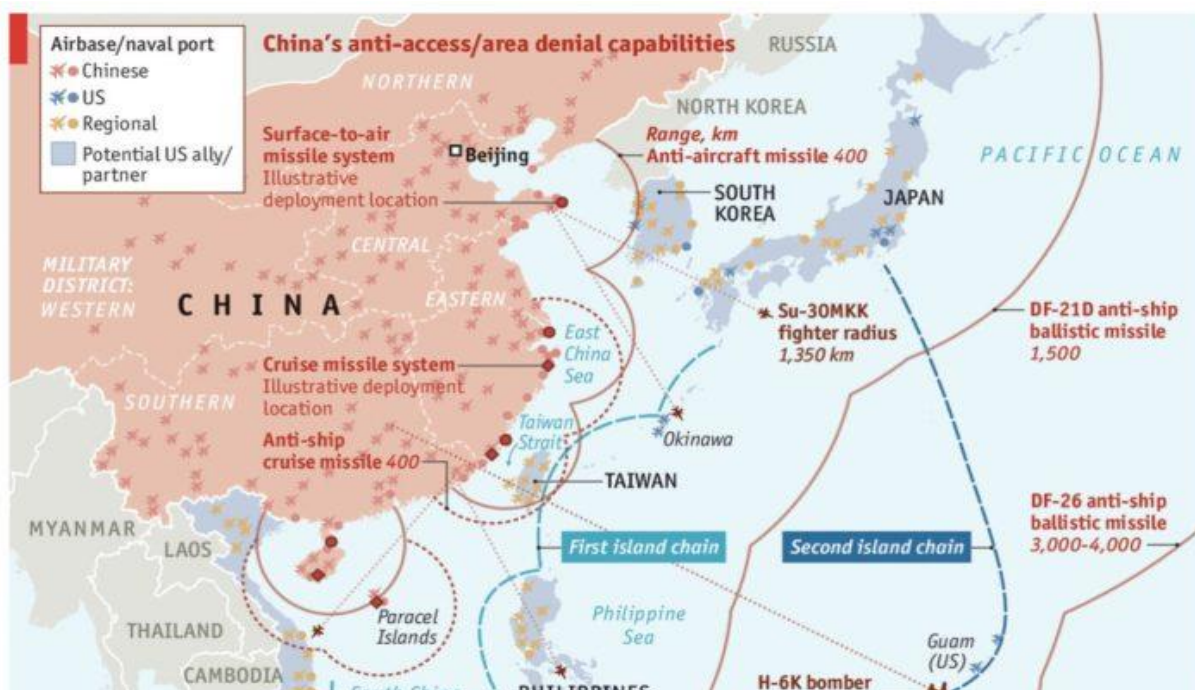 Airbase/naval port
Chinese
US
Regional
Potential US ally/
partner
China's anti-access/area denial capabilities
RUSSIA
NORTHERN
NORTH KOREA
Surface-to-air
missile system
Illustrative
deployment location
Beijing
Range, km
Anti-aircraft missile 400
PACIFIC OCEAN
SOUTH
KOREA
JAPAN
CENTRAL
MILITARY
DISTRICT:
WESTERN
CHINA
EASTERN
East
China
Sea
Su-30MKK
fighter radius
1,350 km
DF-21D anti-ship
ballistic missile
1,500
Cruise missile system
Illustrative deployment
location
SOUTHERN
Taiwan
Strait
Okinawa
Anti-ship
cruise missile 400
TAIWAN
MYANMAR
LAOS
First island chain
Second island chain
DF-26 anti-ship
ballistic missile
3,000-4,000
Paracel
Islands
Philippine
Sea
THAILAND
Guam
(US)
CAMBODIA
South China
PHILIPPINES
H-6K bomber